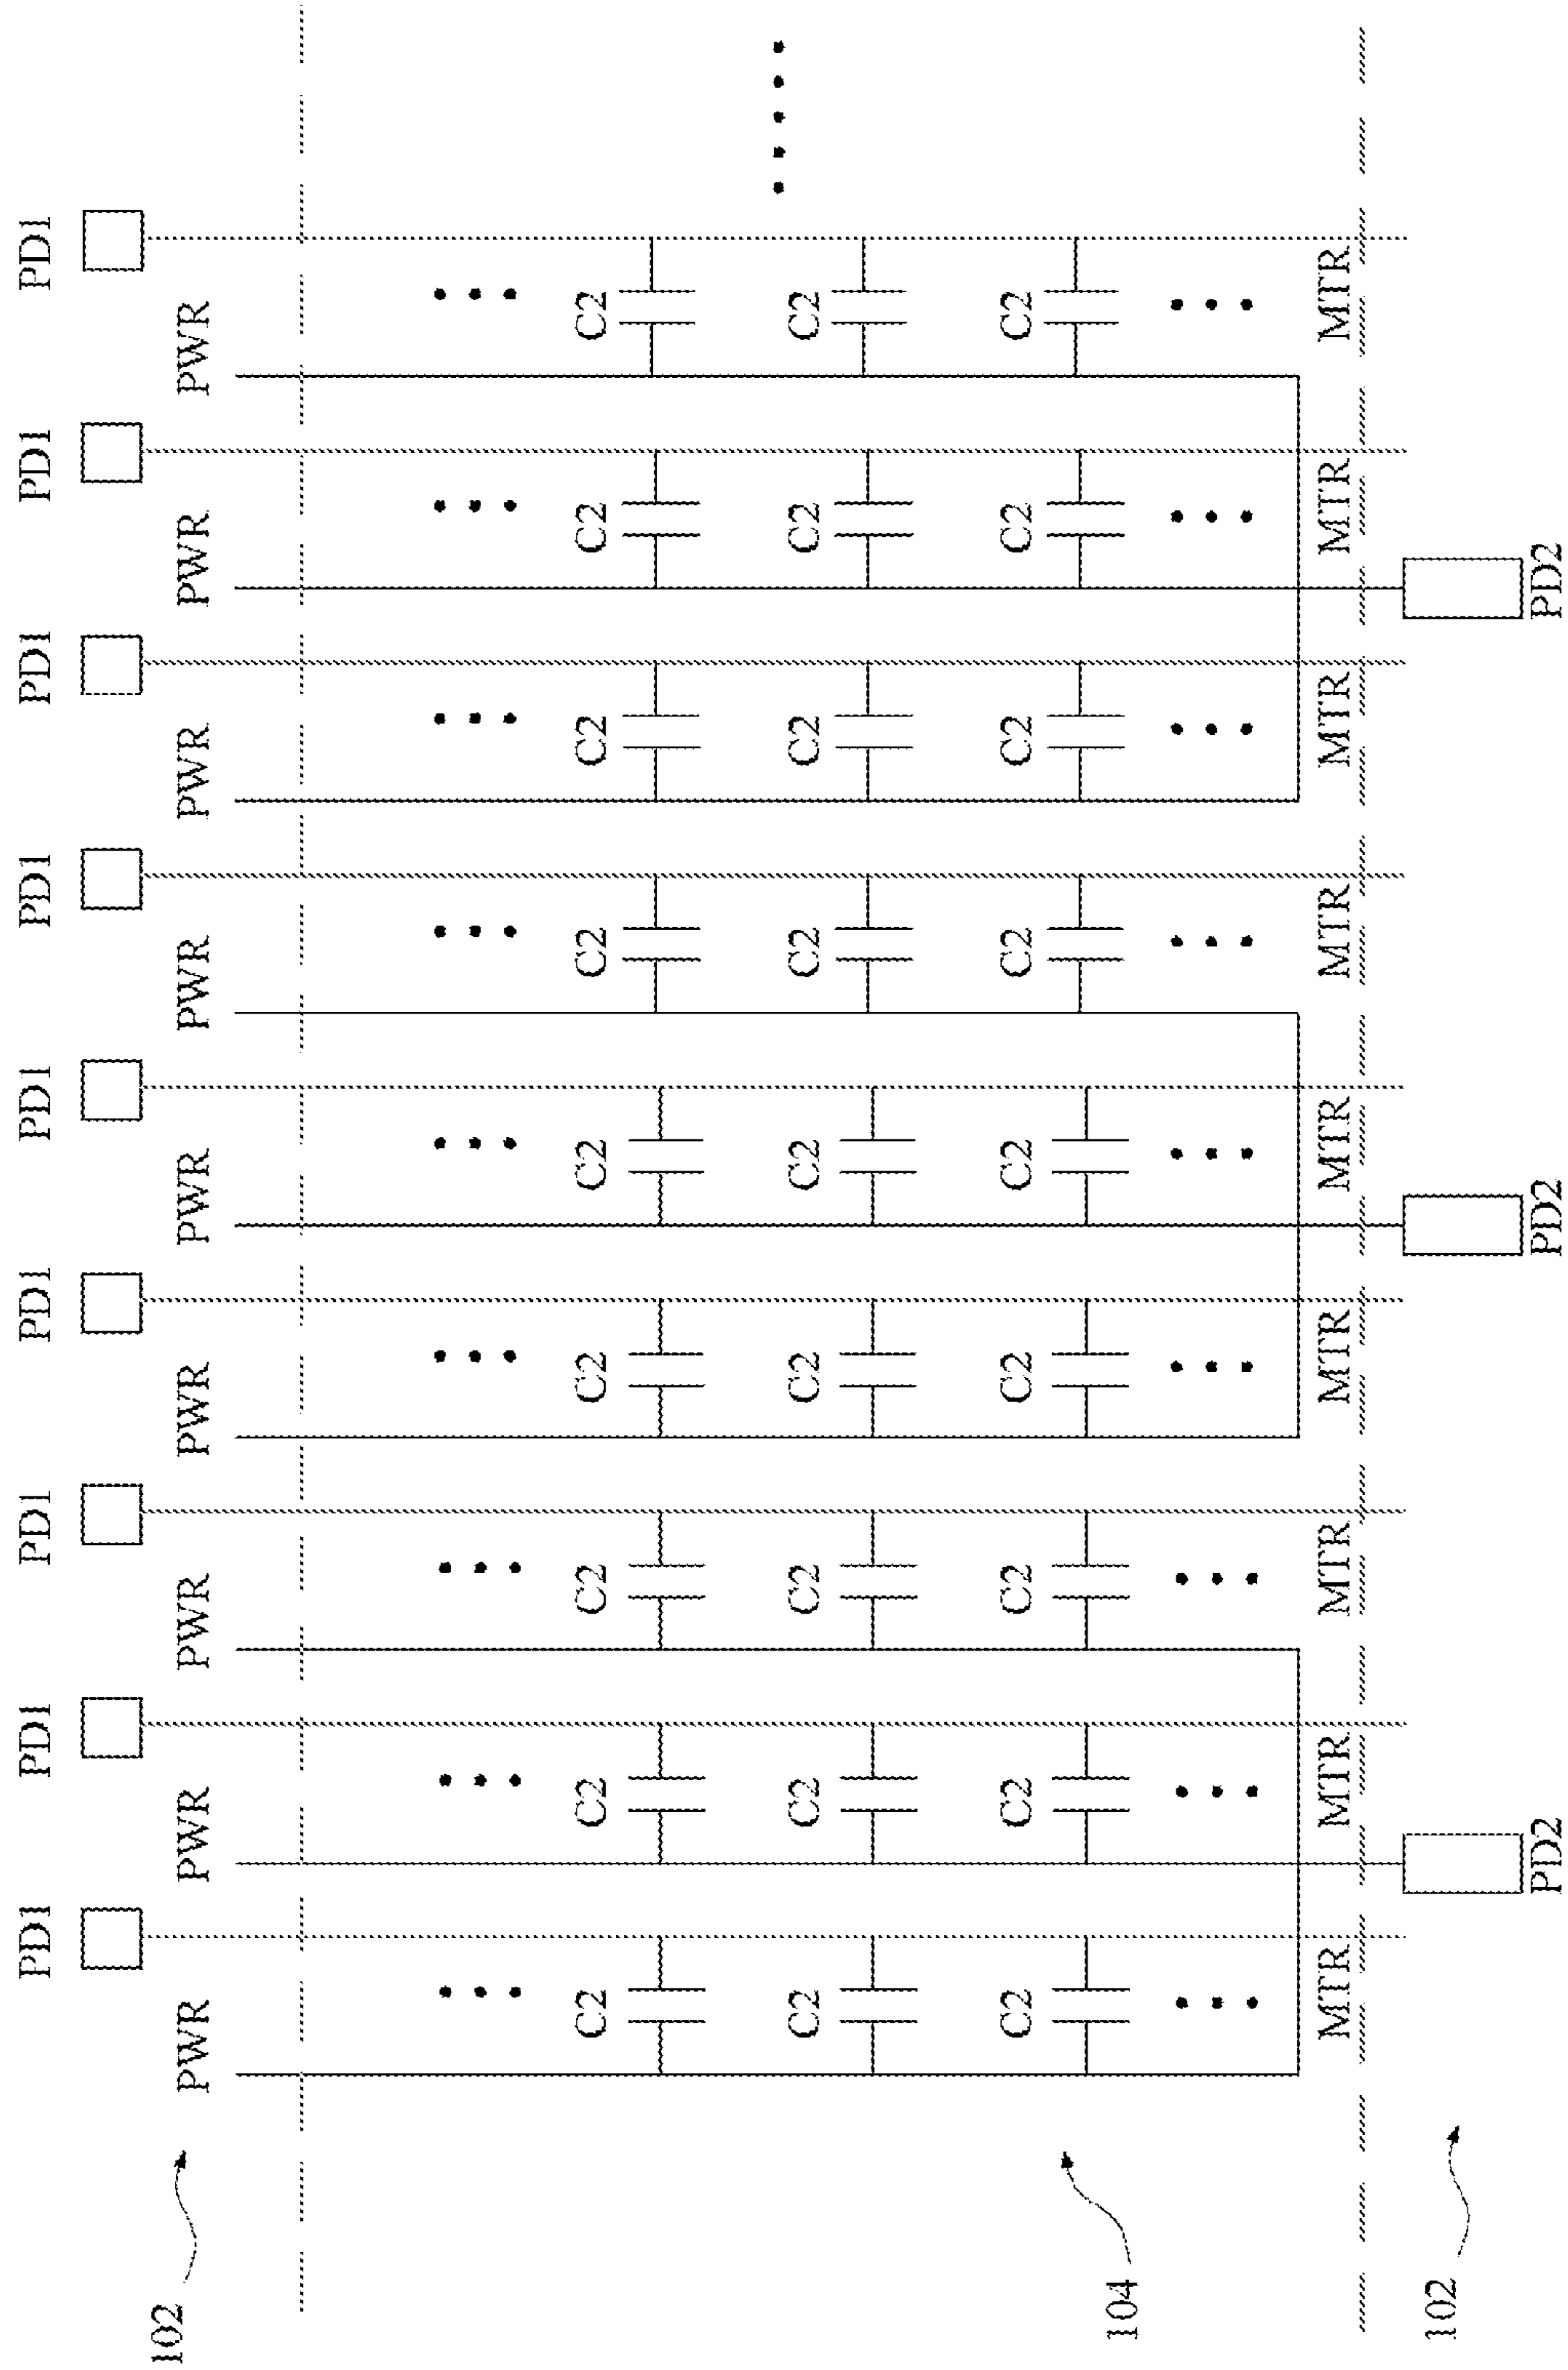 PD1 PD1 PD1 PD1 PD1 PD1 PD1 PD1 PD1
102 PWR PWR PWR PWR PWR PWR PWR PWR PWR
C2 C2 C2 C2 C2 C2 C2 C2 C2
C2 C2 C2 C2 C2 C2 C2 C2 C2
C2 C2 C2 C2 C2 C2 C2 C2 C2
104
MTR MTR MTR MTR MTR MTR MTR MTR MTR
102
PD2 PD2 PD2